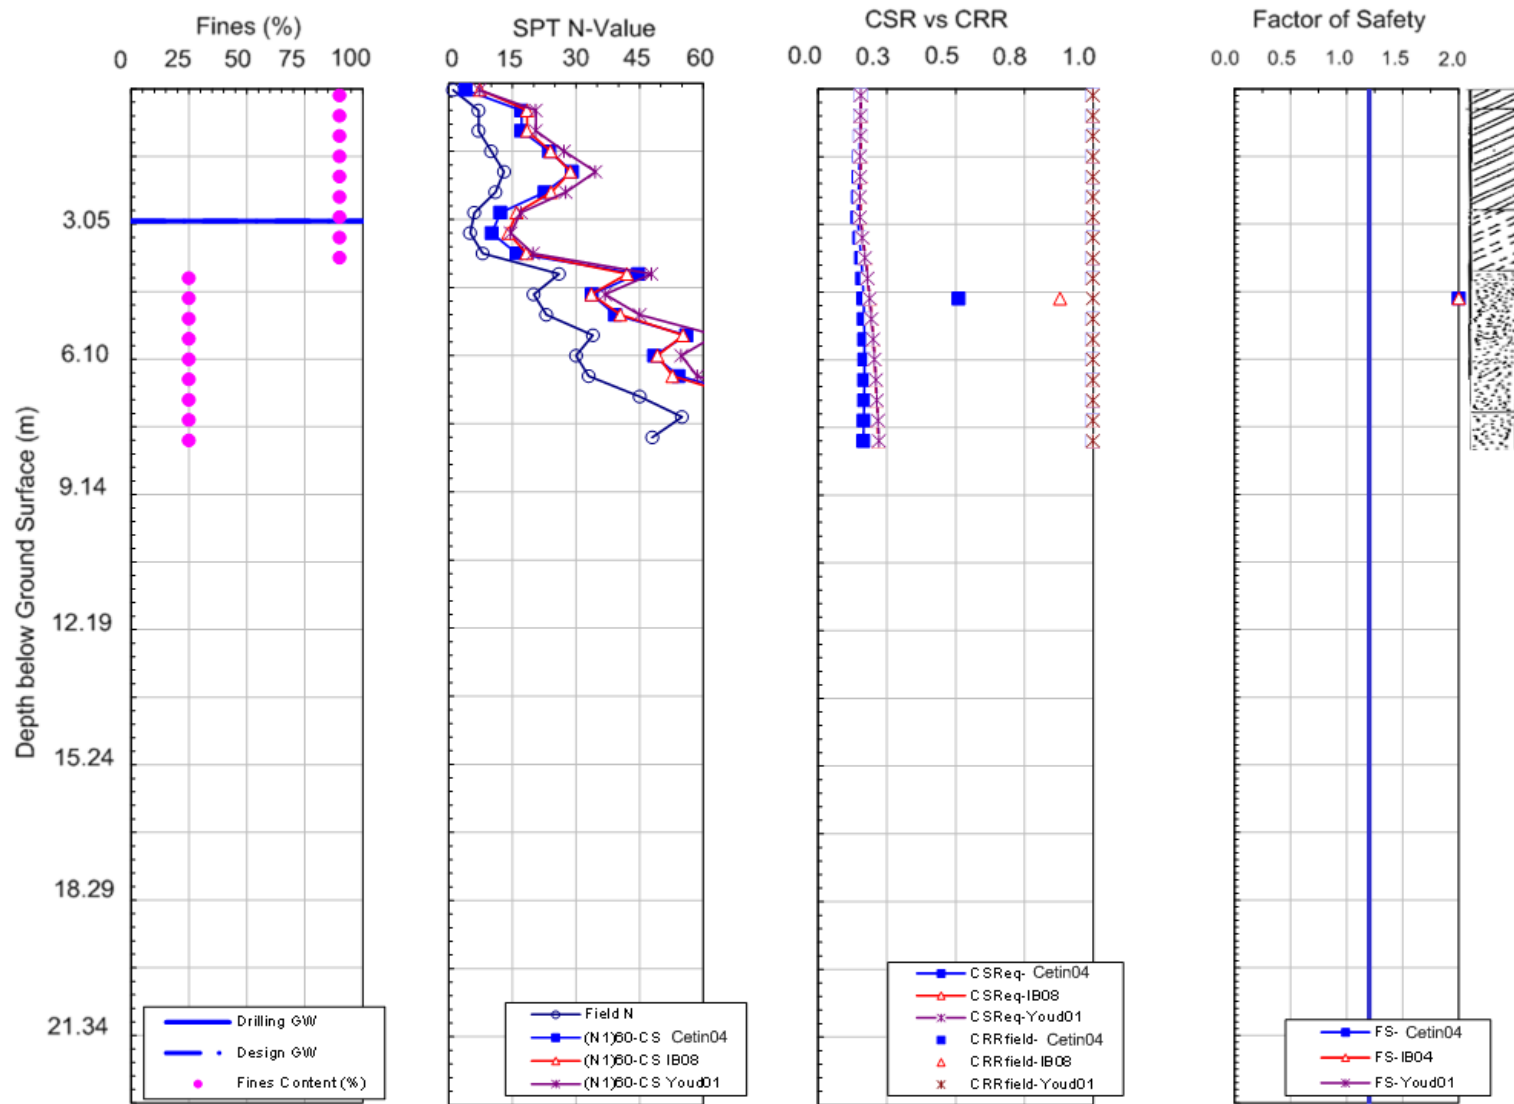 Fines (%)
0 25 50 75 100
SPT N-Value
0 15 30 45 60
CSR vs CRR
0.0 0.3 0.5 0.8 1.0
Factor of Safety
0.0 0.5 1.0 1.5 2.0
Depth below Ground Surface (m)
3.05
6.10
9.14
12.19
15.24
18.29
21.34
Drilling GW
Design GW
Fines Content (%)
Field N
(N1)60-CS Cetin04
(N1)60-CS IB08
(N1)60-CS Youd01
CSReq- Cetin04
CSReq-IB08
CSReq-Youd01
CRRfield- Cetin04
CRRfield-IB08
CRRfield-Youd01
FS- Cetin04
FS-IB04
FS-Youd01